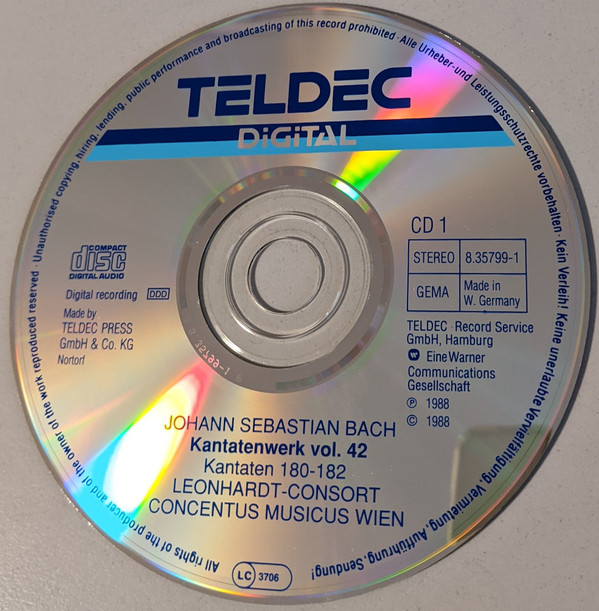 Unauthorised copying, hiring, lending, public performance and broadcasting of this record prohibited · Alle Urheber-und Leistungsschutzrechte vorbehalten · Kein Verleih! Keine unerlaubte Vervielfältigung, Vermietung, Aufführung, Sendung!
TELDEC
DiGiTAL
CD 1
STEREO 8.35799-1
GEMA Made in
W. Germany
COMPACT
disc
DIGITAL AUDIO
Digital recording DDD
Made by
TELDEC PRESS
GmbH & Co. KG
Nortorf
TELDEC · Record Service
GmbH, Hamburg
Eine Warner
Communications
Gesellschaft
℗ 1988
© 1988
JOHANN SEBASTIAN BACH
Kantatenwerk vol. 42
Kantaten 180-182
LEONHARDT-CONSORT
CONCENTUS MUSICUS WIEN
LC 3706
All rights of the producer and of the owner of the work reproduced reserved ·